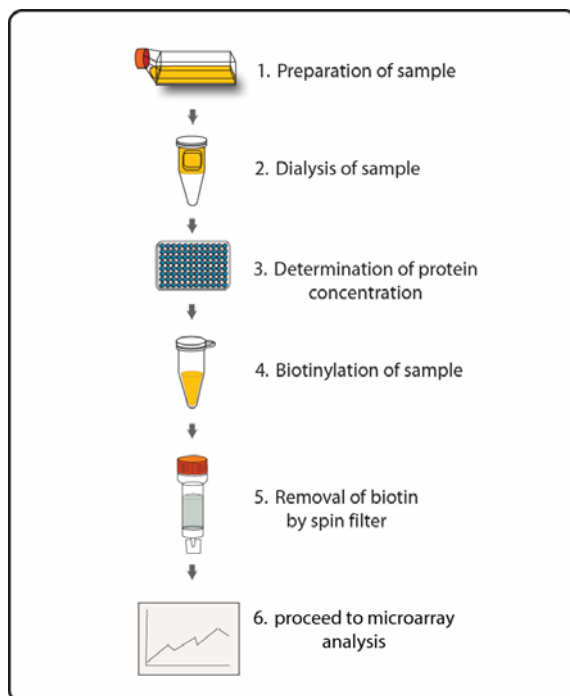 1. Preparation of sample
2. Dialysis of sample
3. Determination of protein
concentration
4. Biotinylation of sample
5. Removal of biotin
by spin filter
6. proceed to microarray
analysis